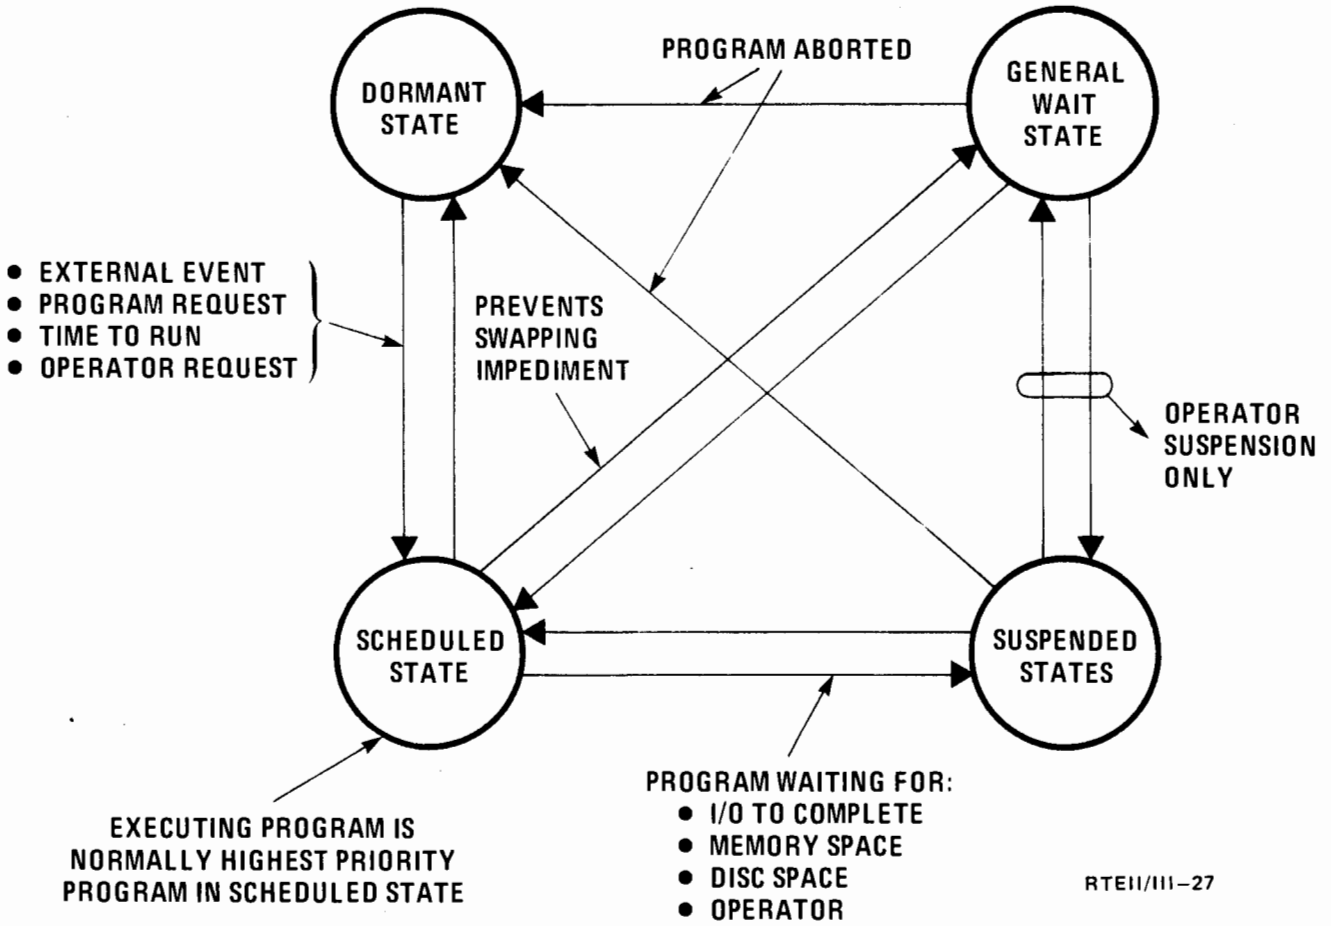 PROGRAM ABORTED
DORMANT
STATE
GENERAL
WAIT
STATE
● EXTERNAL EVENT
● PROGRAM REQUEST
● TIME TO RUN
● OPERATOR REQUEST
PREVENTS
SWAPPING
IMPEDIMENT
OPERATOR
SUSPENSION
ONLY
SCHEDULED
STATE
SUSPENDED
STATES
EXECUTING PROGRAM IS
NORMALLY HIGHEST PRIORITY
PROGRAM IN SCHEDULED STATE
PROGRAM WAITING FOR:
● I/O TO COMPLETE
● MEMORY SPACE
● DISC SPACE
● OPERATOR
RTEII/III-27